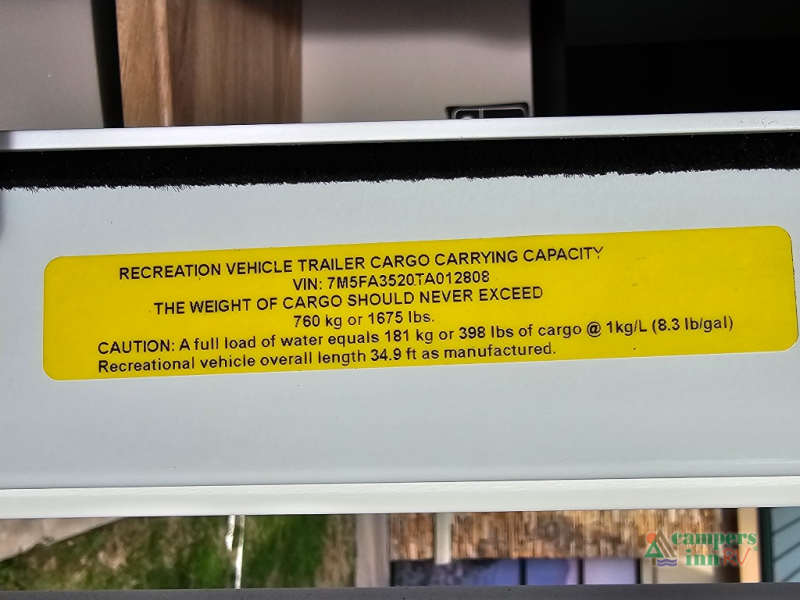 RECREATION VEHICLE TRAILER CARGO CARRYING CAPACITY
VIN: 7M5FA3520TA012808
THE WEIGHT OF CARGO SHOULD NEVER EXCEED
760 kg or 1675 lbs.
CAUTION: A full load of water equals 181 kg or 398 lbs of cargo @ 1kg/L (8.3 lb/gal)
Recreational vehicle overall length 34.9 ft as manufactured.
campers
inn RV